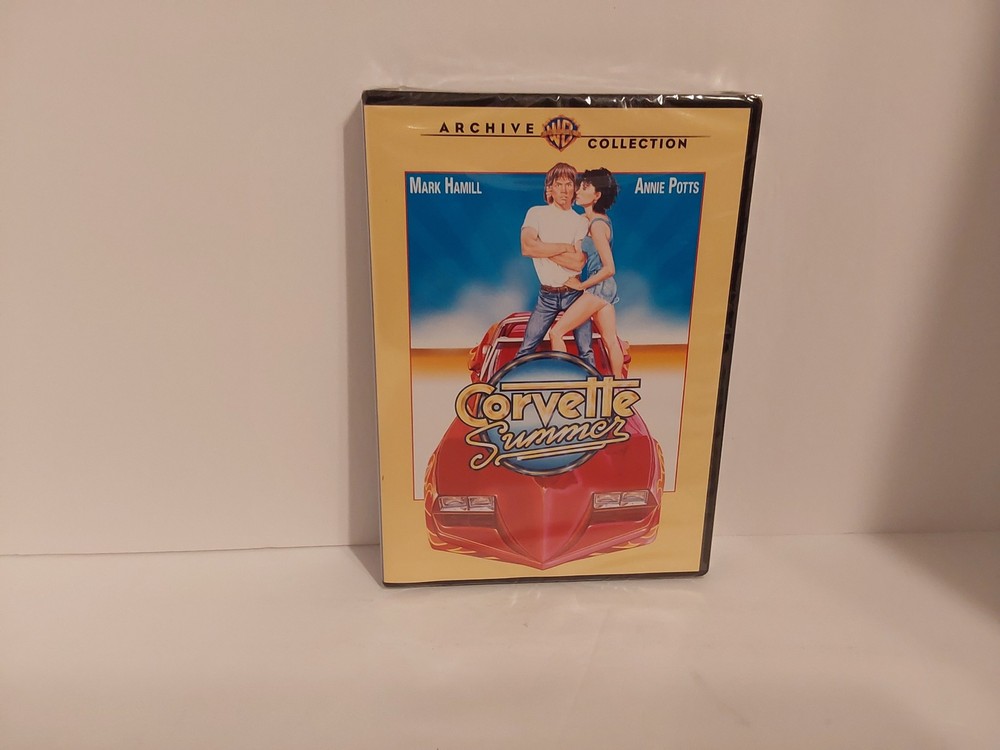 ARCHIVE WB COLLECTION
MARK HAMILL ANNIE POTTS
Corvette
Summer